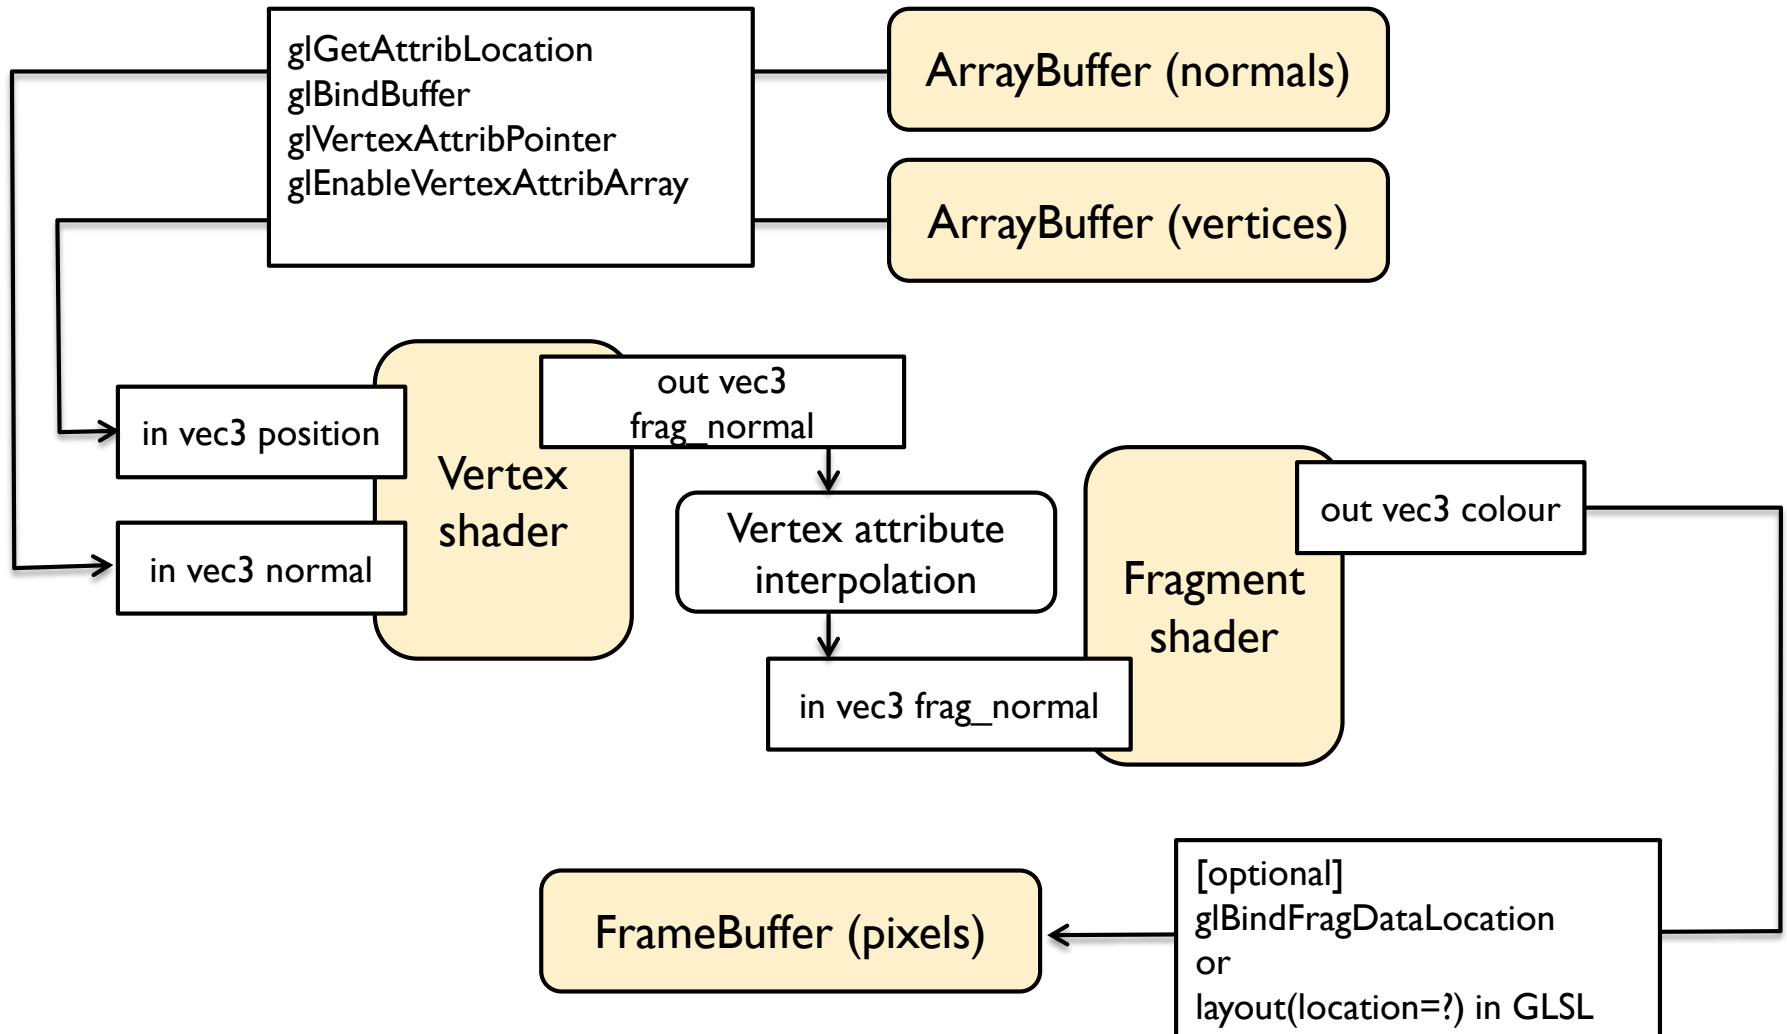 glGetAttribLocation
glBindBuffer
glVertexAttribPointer
glEnableVertexAttribArray
ArrayBuffer (normals)
ArrayBuffer (vertices)
in vec3 position
in vec3 normal
Vertex
shader
out vec3
frag_normal
Vertex attribute
interpolation
in vec3 frag_normal
Fragment
shader
out vec3 colour
[optional]
glBindFragDataLocation
or
layout(location=?) in GLSL
FrameBuffer (pixels)